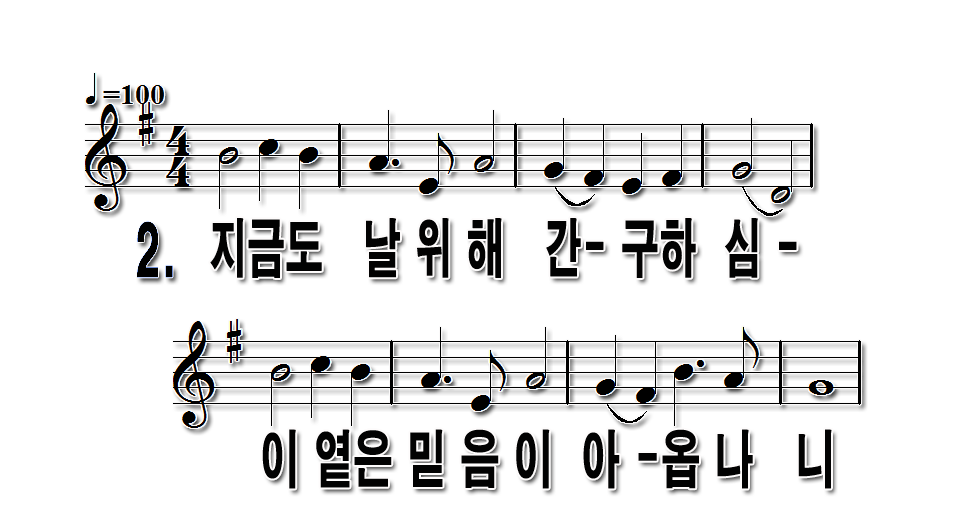 ♩=100
2. 지금도 날 위 해 간- 구하 심 -
이 옅은 믿 음 이 아 -옵 나 니